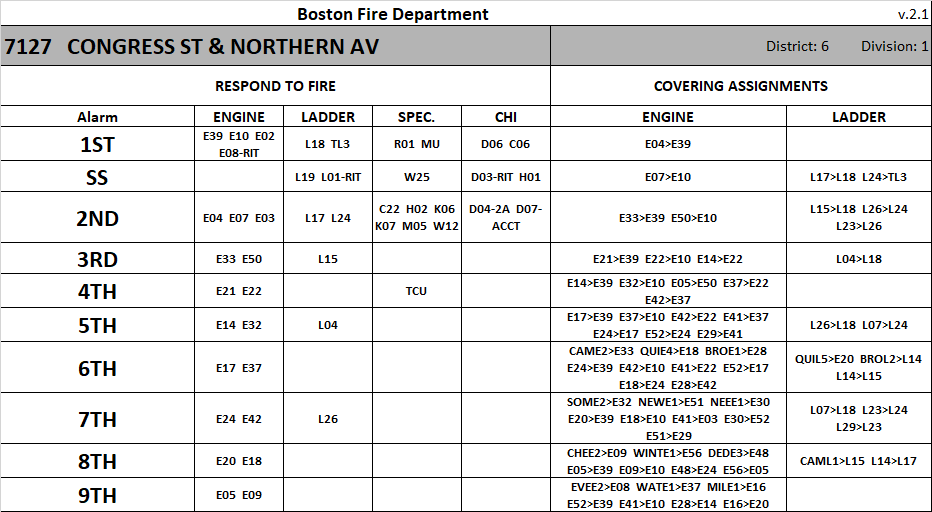 Boston Fire Department v.2.1
7127 CONGRESS ST & NORTHERN AV District: 6 Division: 1
RESPOND TO FIRE COVERING ASSIGNMENTS
Alarm ENGINE LADDER SPEC. CHI ENGINE LADDER
1ST E39 E10 E02 E08-RIT L18 TL3 R01 MU D06 C06 E04>E39
SS L19 L01-RIT W25 D03-RIT H01 E07>E10 L17>L18 L24>TL3
2ND E04 E07 E03 L17 L24 C22 H02 K06 K07 M05 W12 D04-2A D07-ACCT E33>E39 E50>E10 L15>L18 L26>L24 L23>L26
3RD E33 E50 L15 E21>E39 E22>E10 E14>E22 L04>L18
4TH E21 E22 TCU E14>E39 E32>E10 E05>E50 E37>E22 E42>E37
5TH E14 E32 L04 E17>E39 E37>E10 E42>E22 E41>E37 E24>E17 E52>E24 E29>E41 L26>L18 L07>L24
6TH E17 E37 CAME2>E33 QUIE4>E18 BROE1>E28 E24>E39 E42>E10 E41>E22 E52>E17 E18>E24 E28>E42 QUIL5>E20 BROL2>L14 L14>L15
7TH E24 E42 L26 SOME2>E32 NEWE1>E51 NEEE1>E30 E20>E39 E18>E10 E41>E03 E30>E52 E51>E29 L07>L18 L23>L24 L29>L23
8TH E20 E18 CHEE2>E09 WINTE1>E56 DEDE3>E48 E05>E39 E09>E10 E48>E24 E56>E05 CAML1>L15 L14>L17
9TH E05 E09 EVEE2>E08 WATE1>E37 MILE1>E16 E52>E39 E41>E10 E28>E14 E16>E20